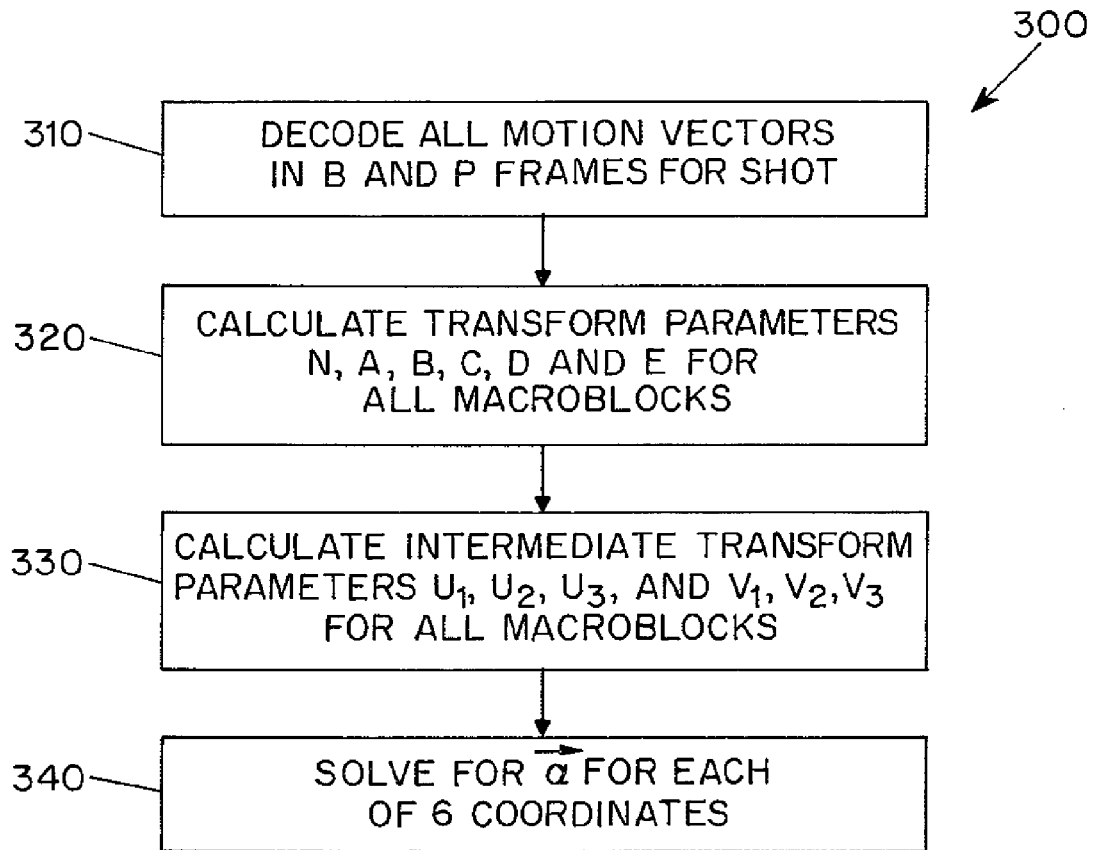 300
310
DECODE ALL MOTION VECTORS
IN B AND P FRAMES FOR SHOT
320
CALCULATE TRANSFORM PARAMETERS
N, A, B, C, D AND E FOR
ALL MACROBLOCKS
330
CALCULATE INTERMEDIATE TRANSFORM
PARAMETERS U₁, U₂, U₃, AND V₁, V₂, V₃
FOR ALL MACROBLOCKS
340
SOLVE FOR α⃗ FOR EACH
OF 6 COORDINATES